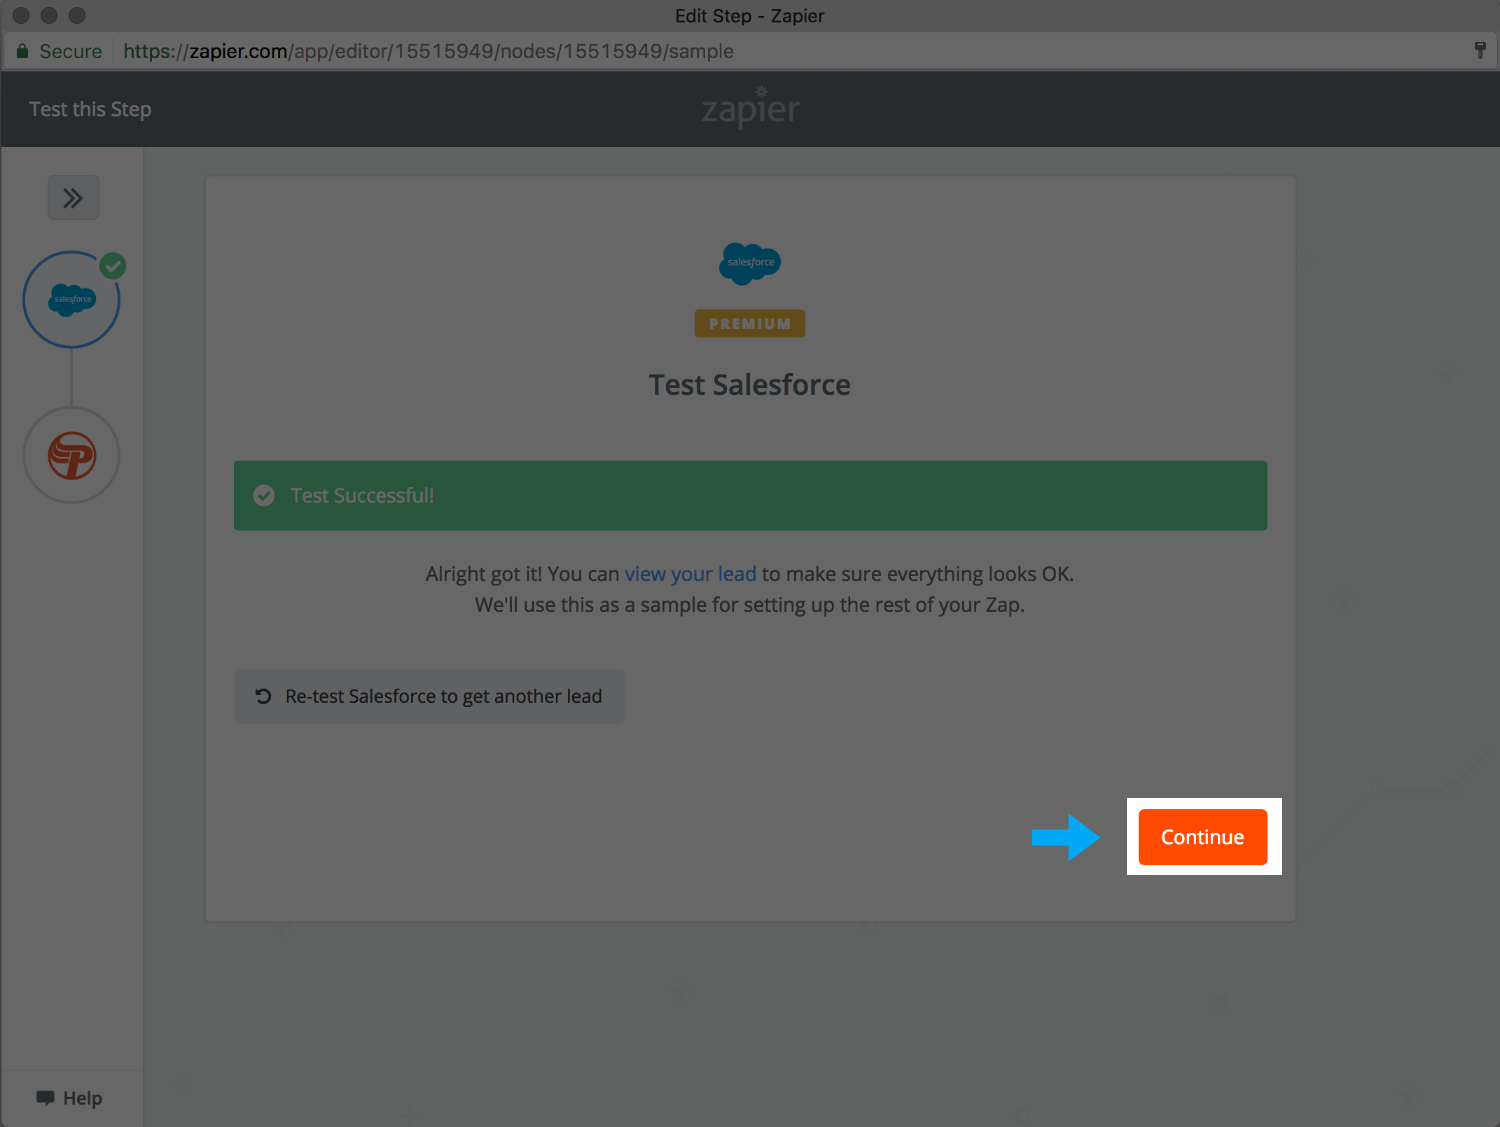 Edit Step - Zapier
Secure https://zapier.com/app/editor/15515949/nodes/15515949/sample
Test this Step
zapier
salesforce
salesforce
PREMIUM
Test Salesforce
Test Successful!
Alright got it! You can view your lead to make sure everything looks OK.
We'll use this as a sample for setting up the rest of your Zap.
Re-test Salesforce to get another lead
Continue
Help